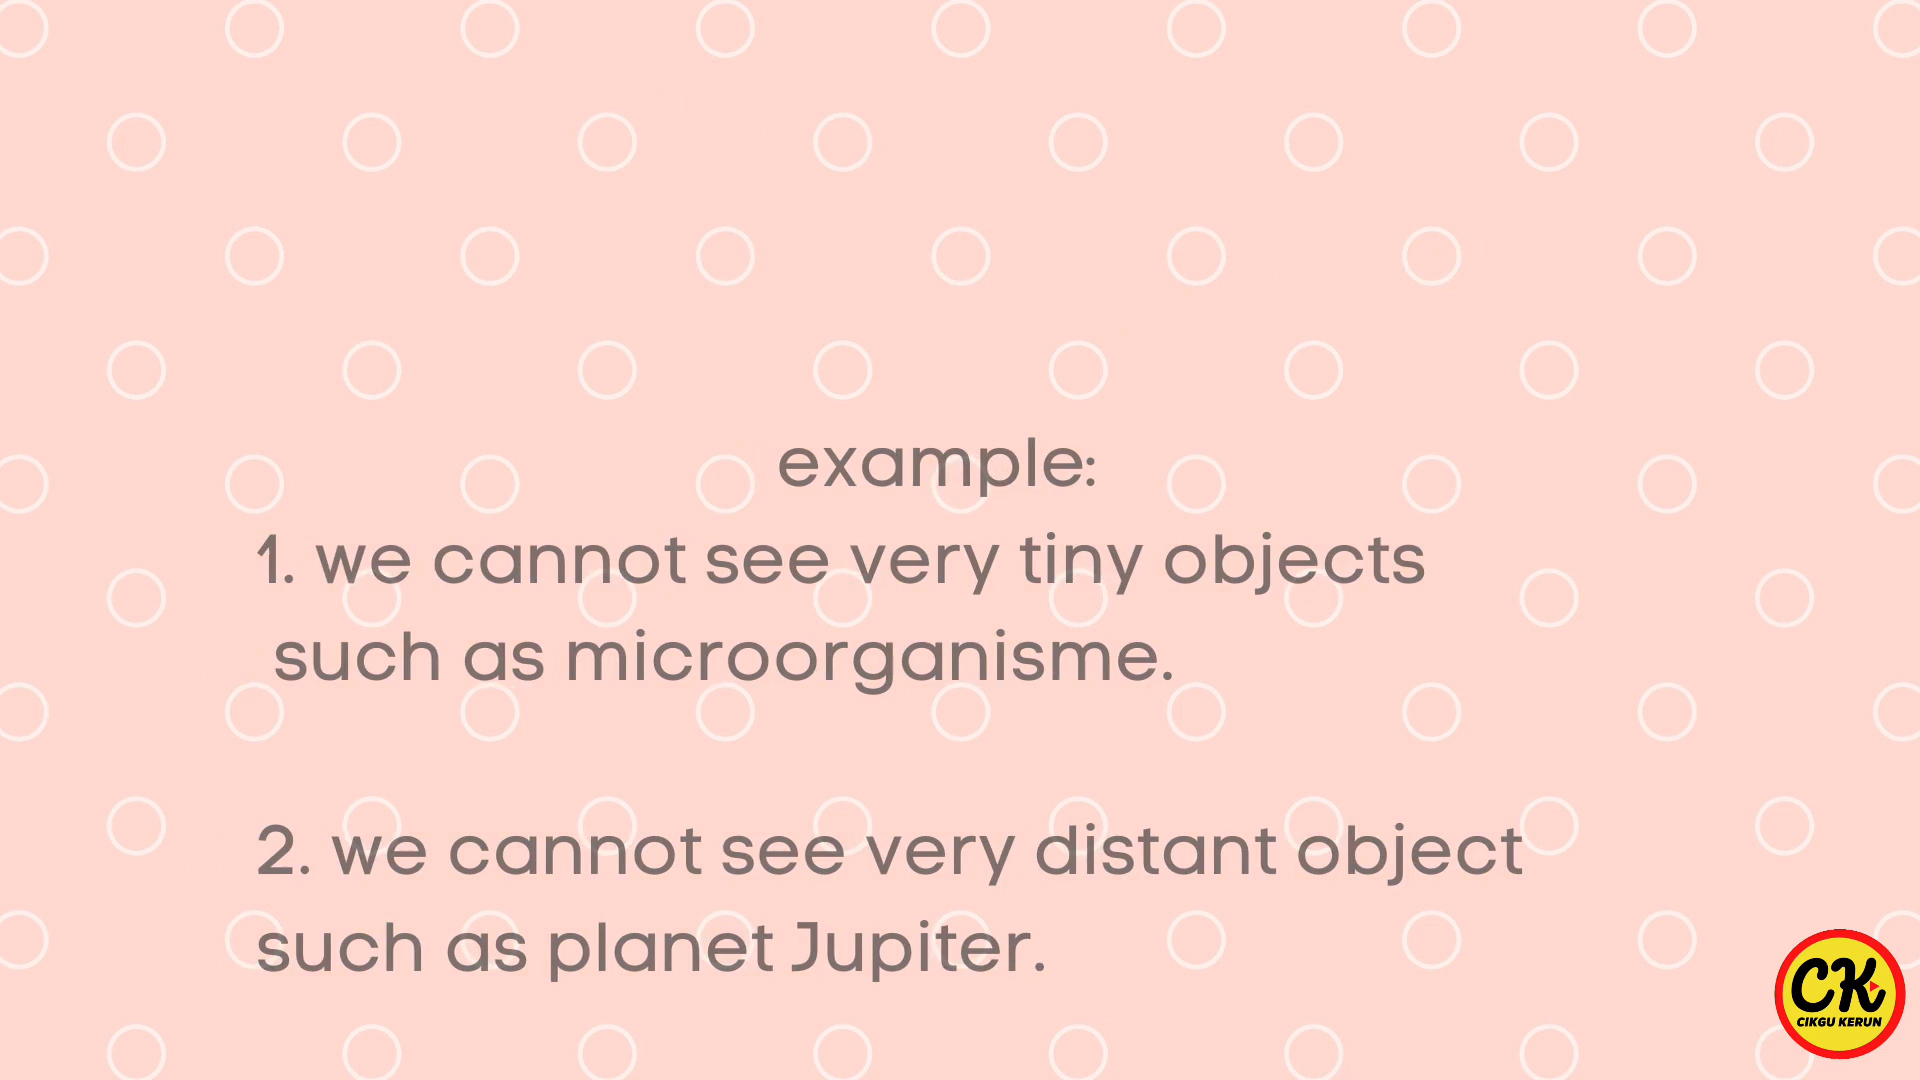 example:
1. we cannot see very tiny objects
such as microorganisme.
2. we cannot see very distant object
such as planet Jupiter.
CK
CIKGU KERUN